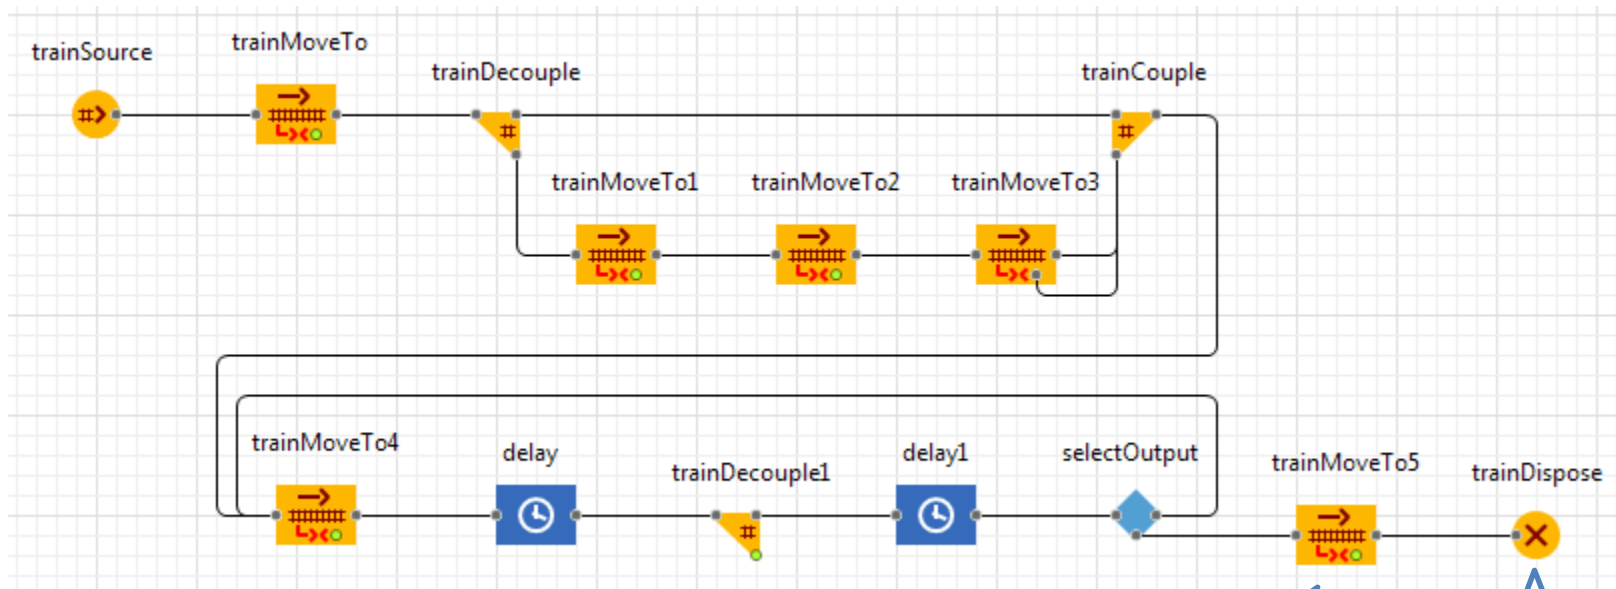 trainSource
trainMoveTo
trainDecouple
trainCouple
trainMoveTo1
trainMoveTo2
trainMoveTo3
trainMoveTo4
delay
trainDecouple1
delay1
selectOutput
trainMoveTo5
trainDispose